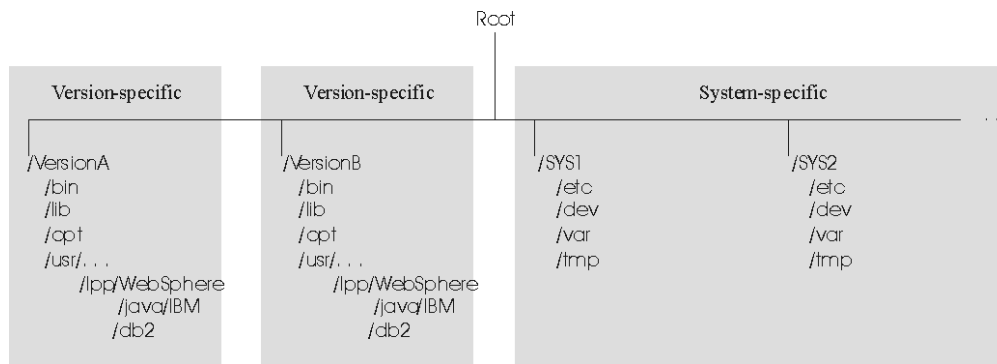 Root
Version-specific
Version-specific
System-specific
/VersionA
/bin
/lib
/opt
/usr/...
/lpp/WebSphere
/java/IBM
/db2
/VersionB
/bin
/lib
/opt
/usr/...
/lpp/WebSphere
/java/IBM
/db2
/SYS1
/etc
/dev
/var
/tmp
/SYS2
/etc
/dev
/var
/tmp
...